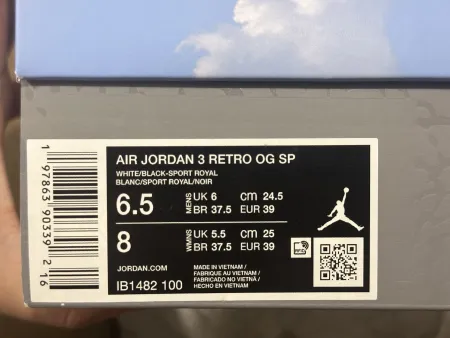 AIR JORDAN 3 RETRO OG SP
WHITE/BLACK-SPORT ROYAL
BLANC/SPORT ROYAL/NOIR
6.5 MENS UK 6 cm 24.5
BR 37.5 EUR 39
8 WMNS UK 5.5 cm 25
BR 37.5 EUR 39
JORDAN.COM
IB1482 100
MADE IN VIETNAM /
FABRIQUÉ AU VIETNAM /
FABRICADO NO VIETNÃ /
HECHO EN VIETNAM
1 97863 90339 2 16